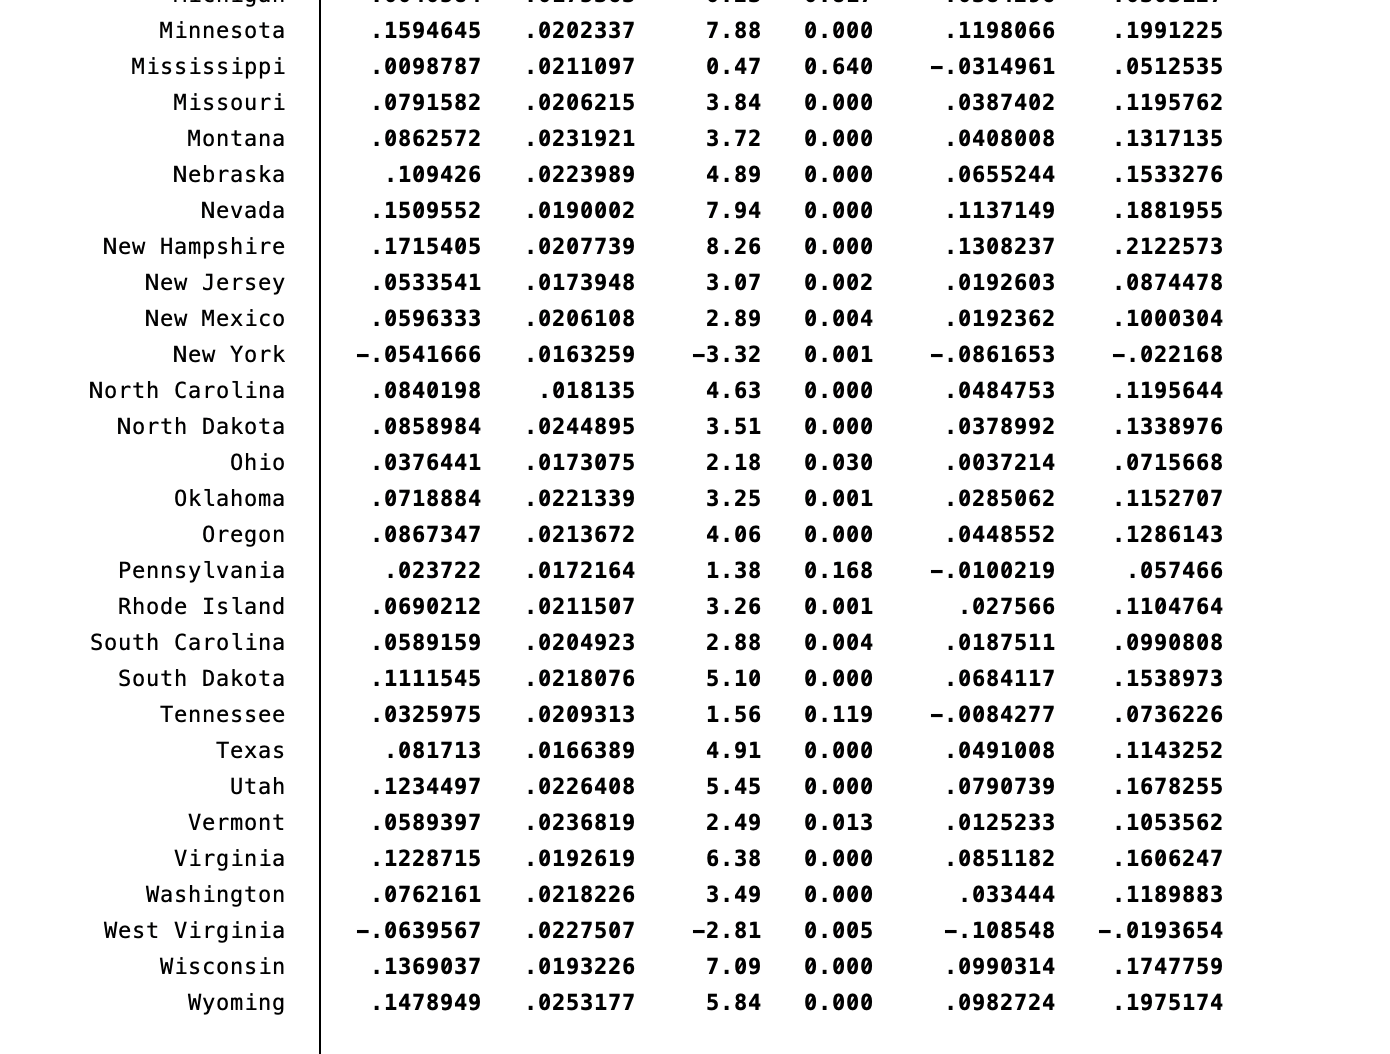 Minnesota .1594645 .0202337 7.88 0.000 .1198066 .1991225
Mississippi .0098787 .0211097 0.47 0.640 -.0314961 .0512535
Missouri .0791582 .0206215 3.84 0.000 .0387402 .1195762
Montana .0862572 .0231921 3.72 0.000 .0408008 .1317135
Nebraska .109426 .0223989 4.89 0.000 .0655244 .1533276
Nevada .1509552 .0190002 7.94 0.000 .1137149 .1881955
New Hampshire .1715405 .0207739 8.26 0.000 .1308237 .2122573
New Jersey .0533541 .0173948 3.07 0.002 .0192603 .0874478
New Mexico .0596333 .0206108 2.89 0.004 .0192362 .1000304
New York -.0541666 .0163259 -3.32 0.001 -.0861653 -.022168
North Carolina .0840198 .018135 4.63 0.000 .0484753 .1195644
North Dakota .0858984 .0244895 3.51 0.000 .0378992 .1338976
Ohio .0376441 .0173075 2.18 0.030 .0037214 .0715668
Oklahoma .0718884 .0221339 3.25 0.001 .0285062 .1152707
Oregon .0867347 .0213672 4.06 0.000 .0448552 .1286143
Pennsylvania .023722 .0172164 1.38 0.168 -.0100219 .057466
Rhode Island .0690212 .0211507 3.26 0.001 .027566 .1104764
South Carolina .0589159 .0204923 2.88 0.004 .0187511 .0990808
South Dakota .1111545 .0218076 5.10 0.000 .0684117 .1538973
Tennessee .0325975 .0209313 1.56 0.119 -.0084277 .0736226
Texas .081713 .0166389 4.91 0.000 .0491008 .1143252
Utah .1234497 .0226408 5.45 0.000 .0790739 .1678255
Vermont .0589397 .0236819 2.49 0.013 .0125233 .1053562
Virginia .1228715 .0192619 6.38 0.000 .0851182 .1606247
Washington .0762161 .0218226 3.49 0.000 .033444 .1189883
West Virginia -.0639567 .0227507 -2.81 0.005 -.108548 -.0193654
Wisconsin .1369037 .0193226 7.09 0.000 .0990314 .1747759
Wyoming .1478949 .0253177 5.84 0.000 .0982724 .1975174